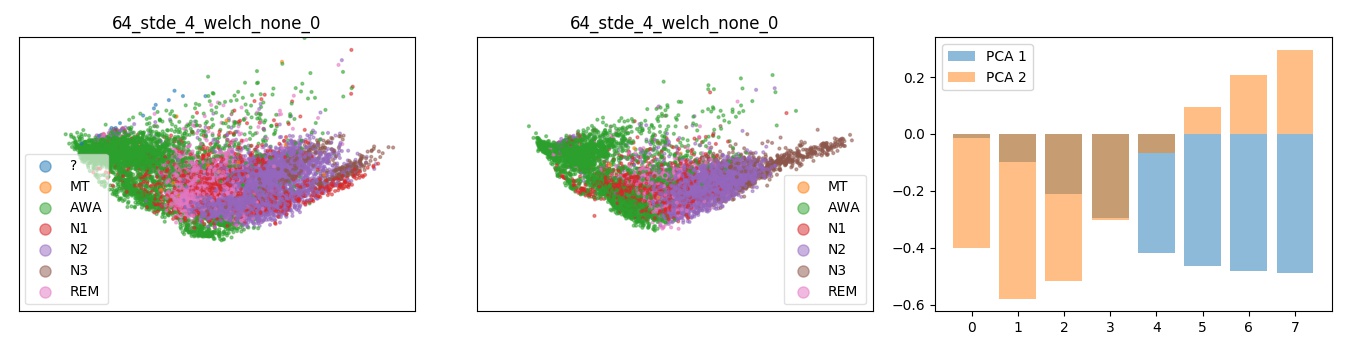 64_stde_4_welch_none_0
?
MT
AWA
N1
N2
N3
REM
64_stde_4_welch_none_0
MT
AWA
N1
N2
N3
REM
PCA 1
PCA 2
0.2
0.0
−0.2
−0.4
−0.6
0 1 2 3 4 5 6 7